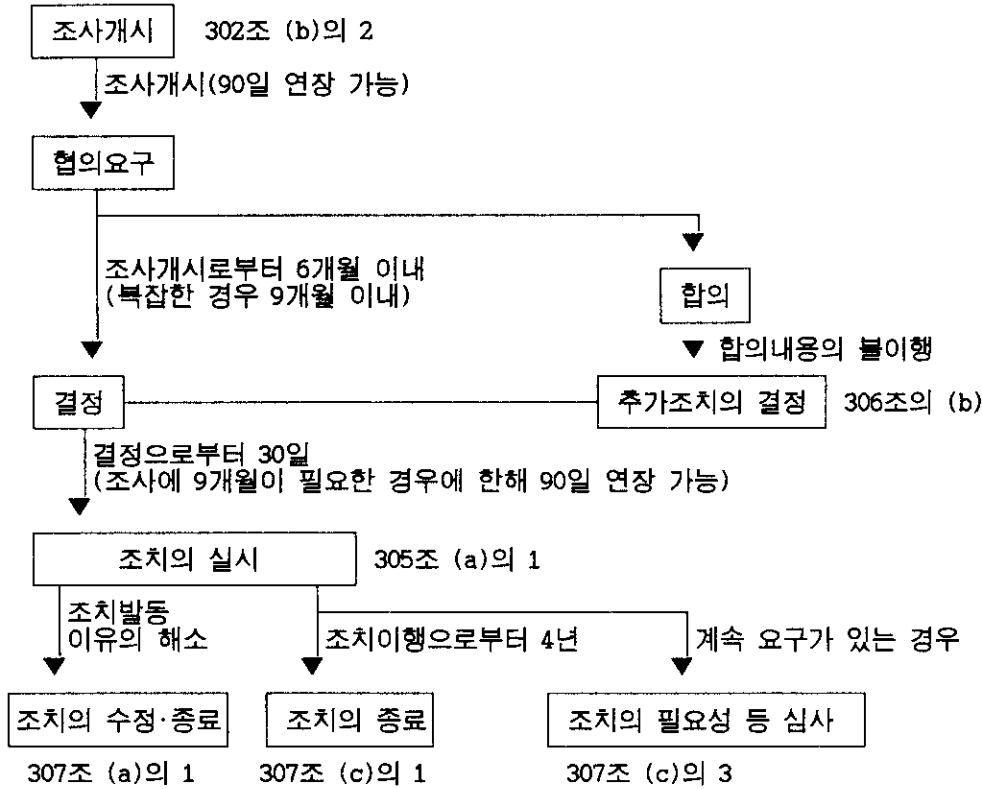 조사개시 302조 (b)의 2
조사개시(90일 연장 가능)
협의요구
조사개시로부터 6개월 이내
(복잡한 경우 9개월 이내)
합의
합의내용의 불이행
결정
추가조치의 결정 306조의 (b)
결정으로부터 30일
(조사에 9개월이 필요한 경우에 한해 90일 연장 가능)
조치의 실시 305조 (a)의 1
조치발동
이유의 해소
조치이행으로부터 4년
계속 요구가 있는 경우
조치의 수정·종료
조치의 종료
조치의 필요성 등 심사
307조 (a)의 1
307조 (c)의 1
307조 (c)의 3